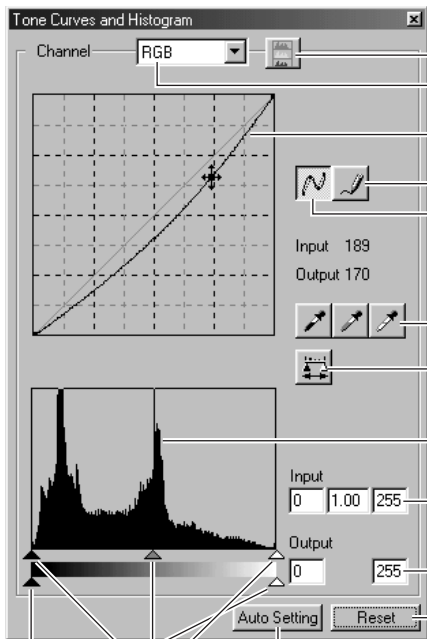 Tone Curves and Histogram
Channel RGB
Input 189
Output 170
Input
0 1.00 255
Output
0 255
Auto Setting Reset